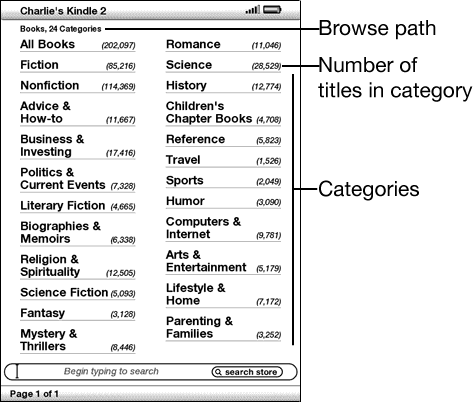 Charlie's Kindle 2
Books, 24 Categories
All Books (202,097)
Fiction (85,216)
Nonfiction (114,369)
Advice &
How-to (11,667)
Business &
Investing (17,416)
Politics &
Current Events (7,328)
Literary Fiction (4,665)
Biographies &
Memoirs (6,338)
Religion &
Spirituality (12,505)
Science Fiction (5,093)
Fantasy (3,128)
Mystery &
Thrillers (8,446)
Romance (11,046)
Science (28,529)
History (12,774)
Children's
Chapter Books (4,708)
Reference (5,823)
Travel (1,526)
Sports (2,049)
Humor (3,090)
Computers &
Internet (9,781)
Arts &
Entertainment (5,179)
Lifestyle &
Home (7,172)
Parenting &
Families (3,252)
Begin typing to search
search store
Page 1 of 1
Browse path
Number of
titles in category
Categories